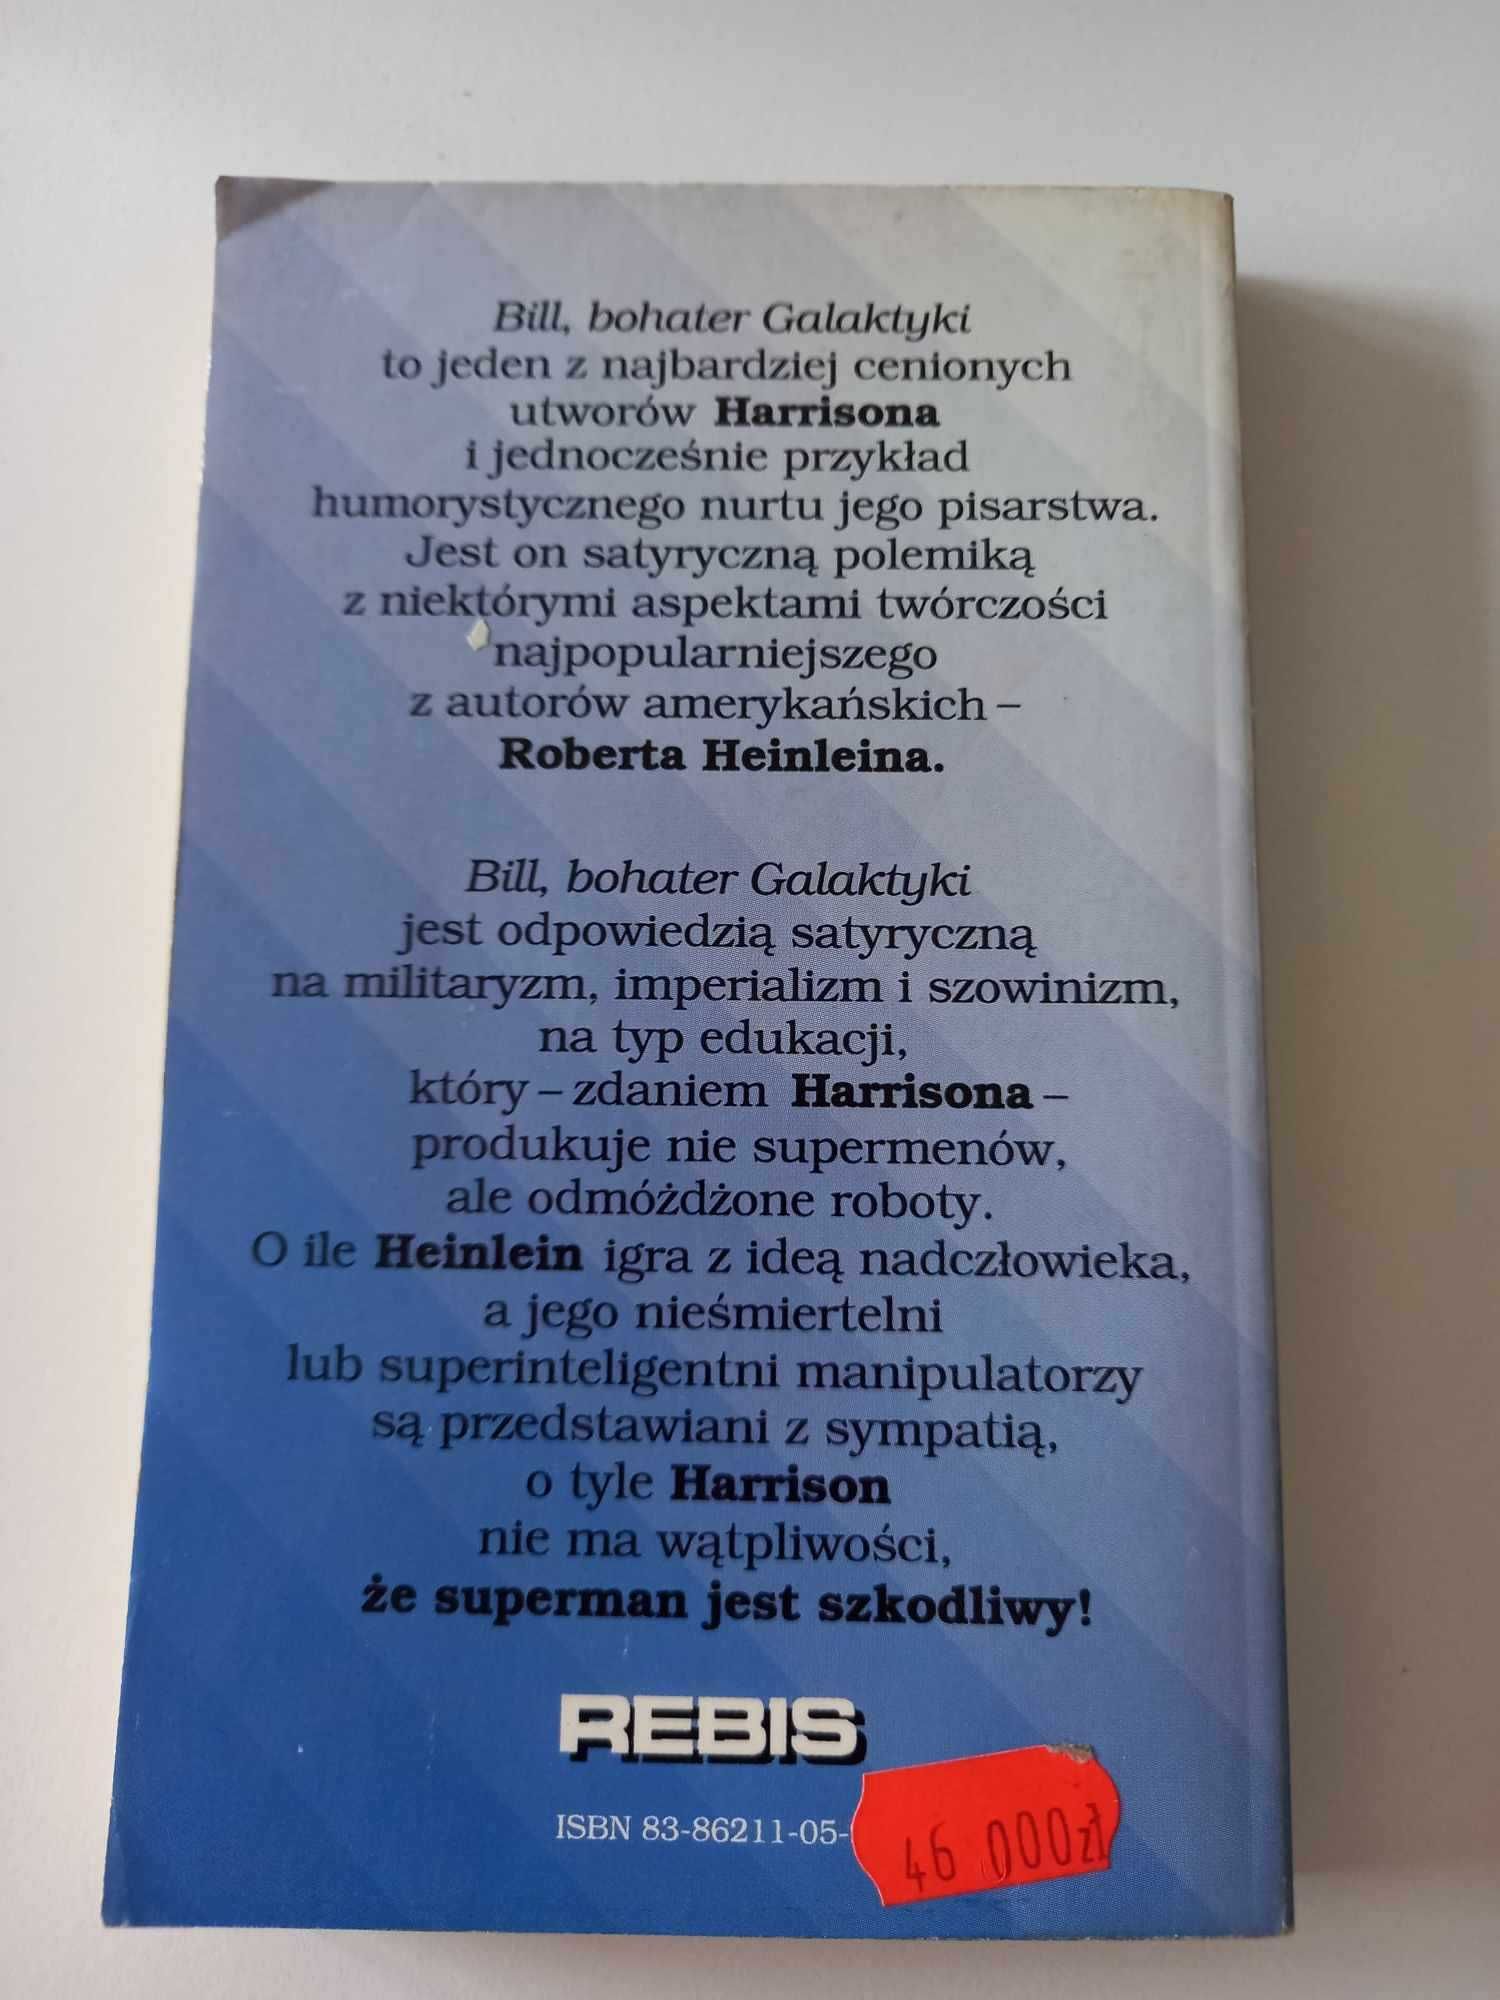 Bill, bohater Galaktyki
to jeden z najbardziej cenionych
utworów Harrisona
i jednocześnie przykład
humorystycznego nurtu jego pisarstwa.
Jest on satyryczną polemiką
z niektórymi aspektami twórczości
najpopularniejszego
z autorów amerykańskich –
Roberta Heinleina.
Bill, bohater Galaktyki
jest odpowiedzią satyryczną
na militaryzm, imperializm i szowinizm,
na typ edukacji,
który – zdaniem Harrisona –
produkuje nie supermenów,
ale odmóżdżone roboty.
O ile Heinlein igra z ideą nadczłowieka,
a jego nieśmiertelni
lub superinteligentni manipulatorzy
są przedstawiani z sympatią,
o tyle Harrison
nie ma wątpliwości,
że superman jest szkodliwy!
REBIS
ISBN 83-86211-05-
46 000zł